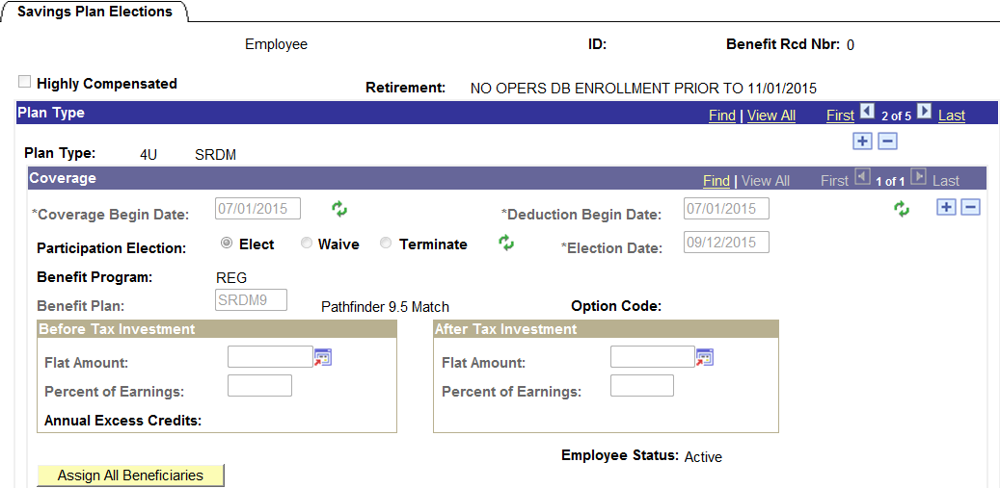 Savings Plan Elections
Employee ID: Benefit Rcd Nbr: 0
Highly Compensated
Retirement: NO OPERS DB ENROLLMENT PRIOR TO 11/01/2015
Plan Type Find | View All First 2 of 5 Last
Plan Type: 4U SRDM
Coverage Find | View All First 1 of 1 Last
*Coverage Begin Date: 07/01/2015 *Deduction Begin Date: 07/01/2015
Participation Election: Elect Waive Terminate *Election Date: 09/12/2015
Benefit Program: REG
Benefit Plan: SRDM9 Pathfinder 9.5 Match Option Code:
Before Tax Investment After Tax Investment
Flat Amount: Flat Amount:
Percent of Earnings: Percent of Earnings:
Annual Excess Credits:
Employee Status: Active
Assign All Beneficiaries